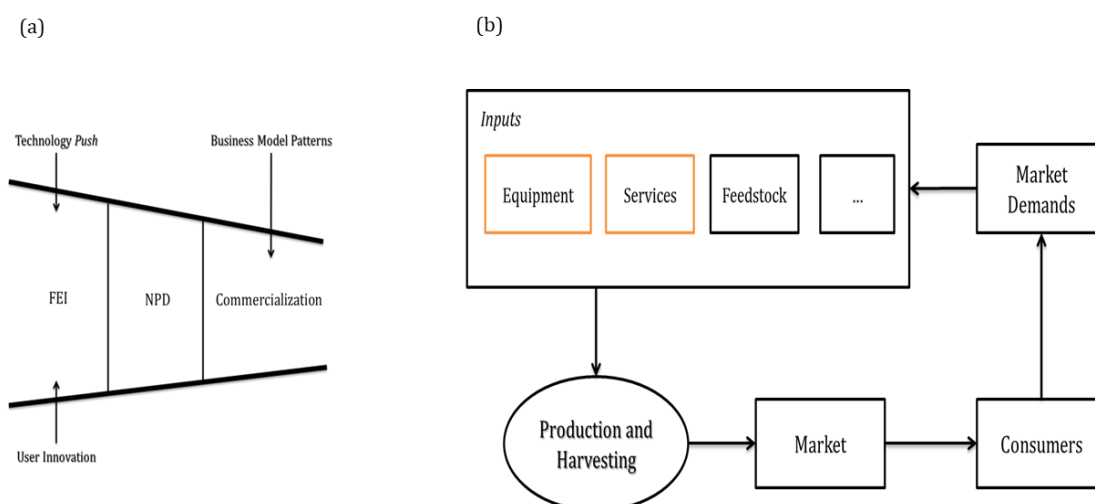 (a)
Technology Push
Business Model Patterns
FEI
NPD
Commercialization
User Innovation
(b)
Inputs
Equipment
Services
Feedstock
...
Market
Demands
Production and
Harvesting
Market
Consumers